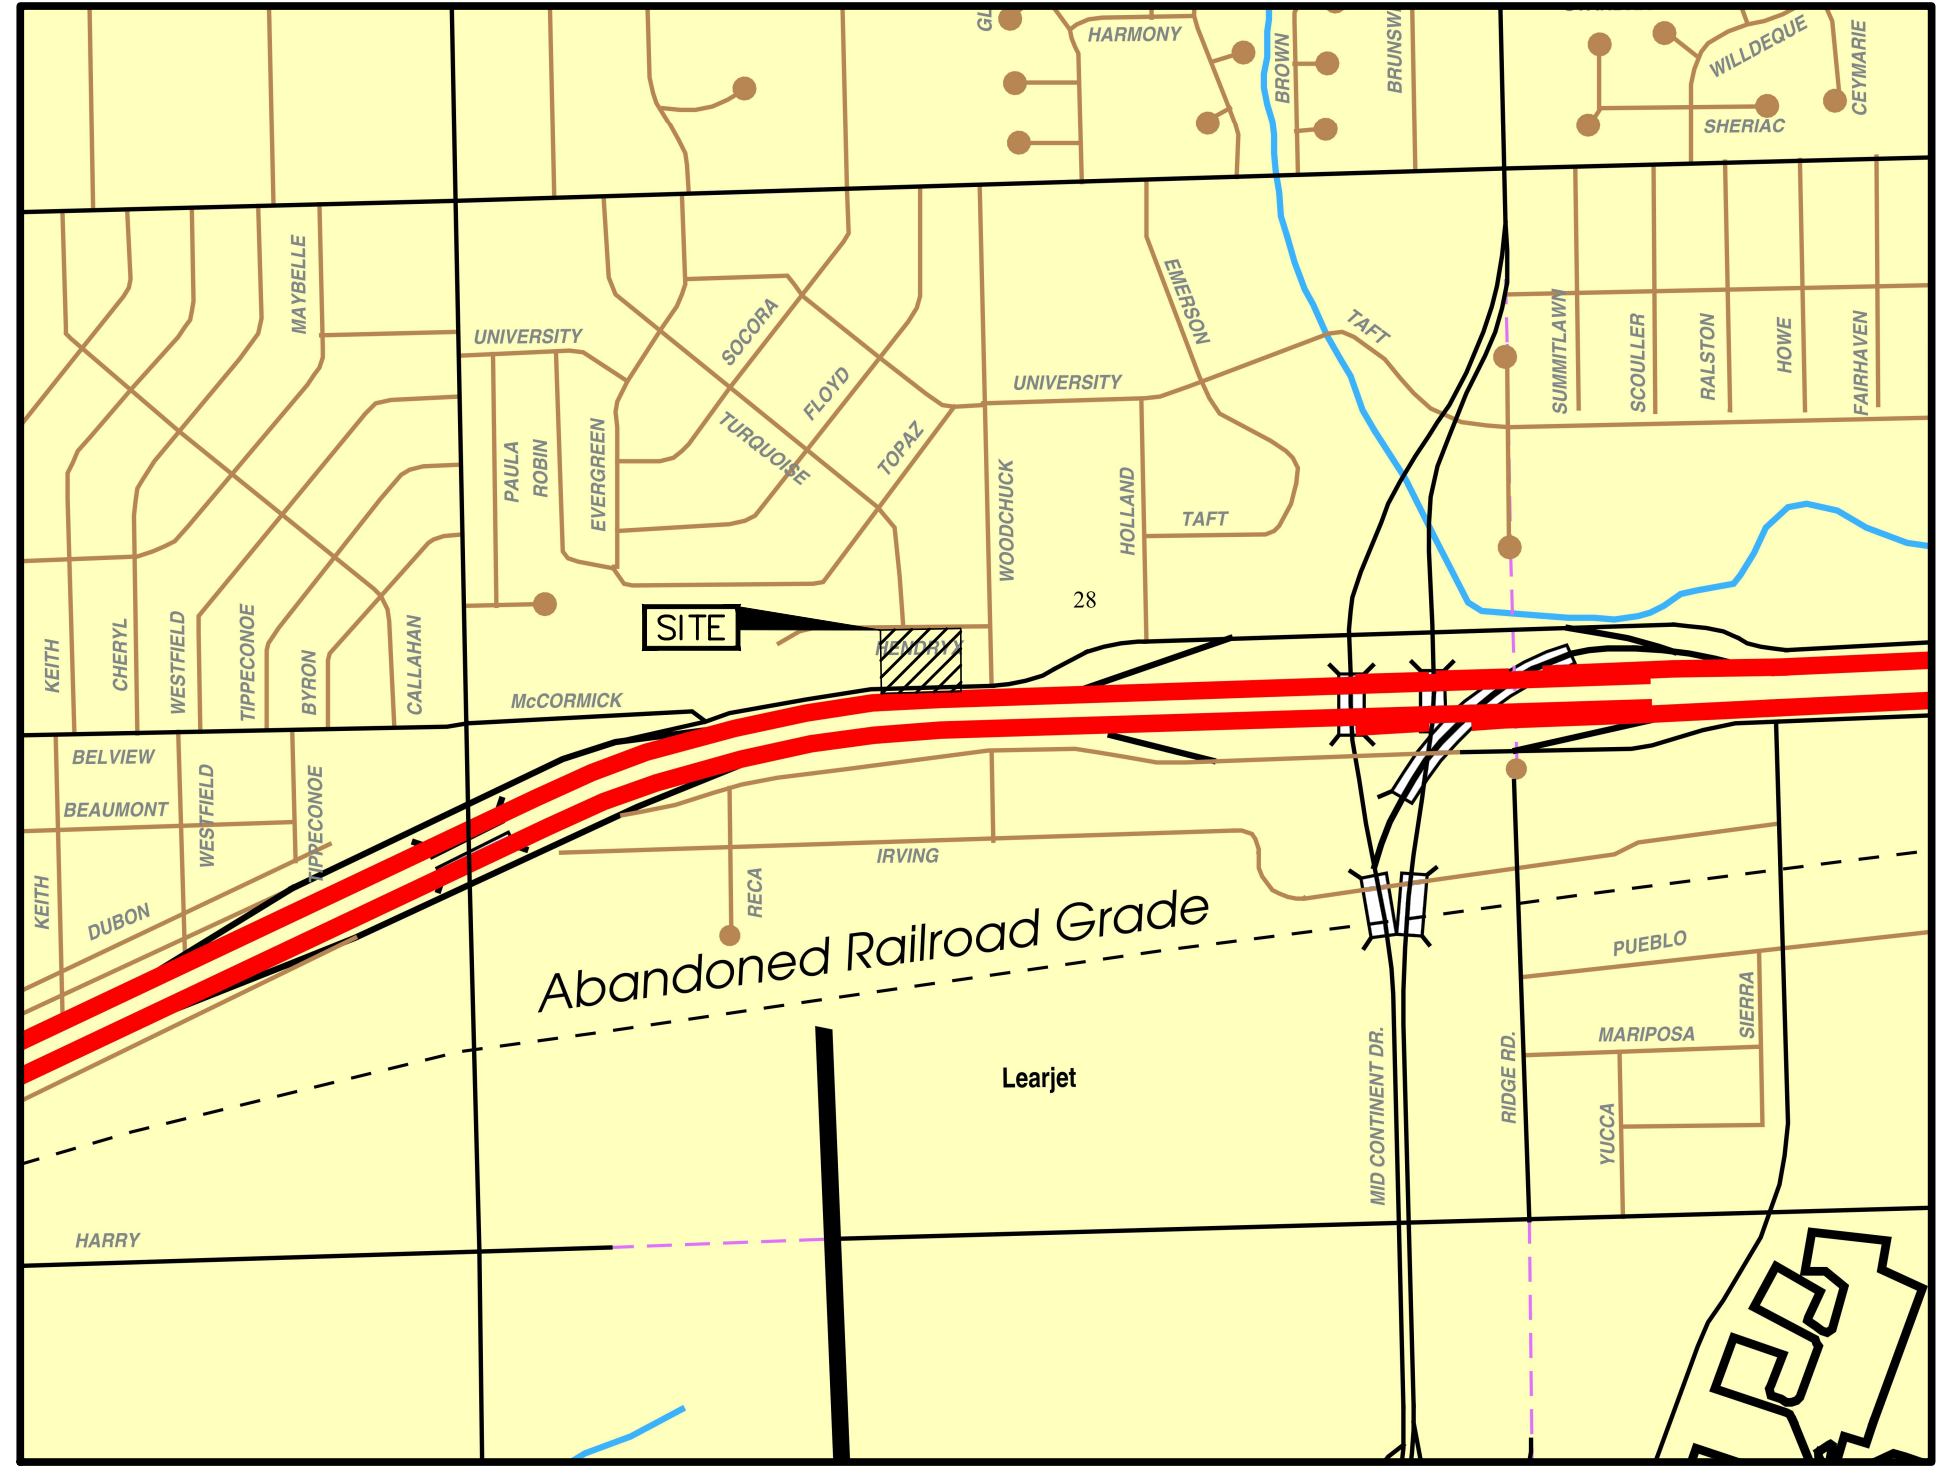 HARMONY
BROWN
WILLDEQUE
CEYMARIE
SHERIAC
MAYBELLE
EMERSON
UNIVERSITY
SOCORA
TAFT
SUMMITLAWN
SCOULLER
RALSTON
HOWE
FAIRHAVEN
UNIVERSITY
FLOYD
TURQUOISE
TOPAZ
PAULA
ROBIN
EVERGREEN
WOODCHUCK
HOLLAND
TAFT
28
SITE
HENDRYX
KEITH
CHERYL
WESTFIELD
TIPPECONOE
BYRON
CALLAHAN
McCORMICK
BELVIEW
BEAUMONT
WESTFIELD
TIPPECONOE
KEITH
DUBON
IRVING
RECA
Abandoned Railroad Grade
PUEBLO
SIERRA
MARIPOSA
MID CONTINENT DR.
RIDGE RD.
YUCCA
Learjet
HARRY